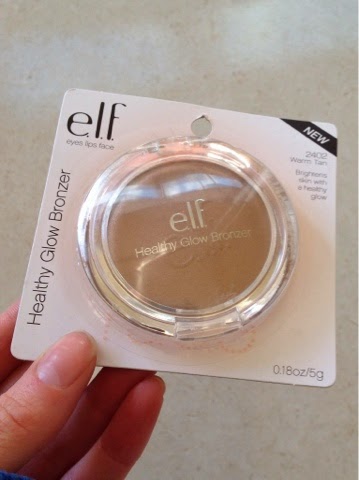 e.l.f.
eyes lips face
Healthy Glow Bronzer
NEW
2402
Warm Tan
Brightens
skin with
a healthy
glow
e.l.f.
Healthy Glow Bronzer
0.18oz/5g